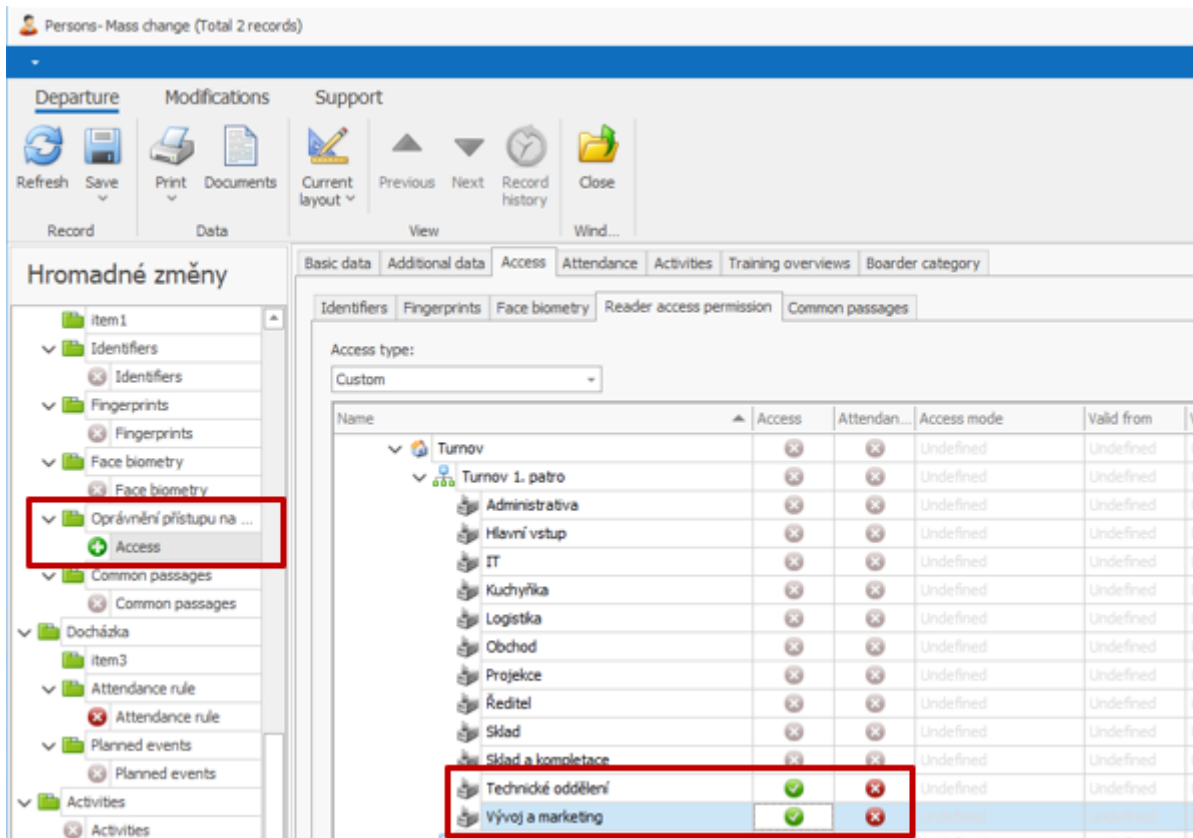 Persons- Mass change (Total 2 records)
Departure Modifications Support
Refresh Save Print Documents Current layout Previous Next Record history Close
Record Data View Wind...
Hromadné změny
item1
Identifiers
Identifiers
Fingerprints
Fingerprints
Face biometry
Face biometry
Oprávnění přístupu na ...
Access
Common passages
Common passages
Docházka
item3
Attendance rule
Attendance rule
Planned events
Planned events
Activities
Activities
Basic data Additional data Access Attendance Activities Training overviews Boarder category
Identifiers Fingerprints Face biometry Reader access permission Common passages
Access type:
Custom
Name Access Attendan... Access mode Valid from
Turnov Undefined Undefined
Turnov 1. patro Undefined Undefined
Administrativa Undefined Undefined
Hlavní vstup Undefined Undefined
IT Undefined Undefined
Kuchyňka Undefined Undefined
Logistika Undefined Undefined
Obchod Undefined Undefined
Projekce Undefined Undefined
Ředitel Undefined Undefined
Sklad Undefined Undefined
Sklad a kompletace Undefined Undefined
Technické oddělení Undefined Undefined
Vývoj a marketing